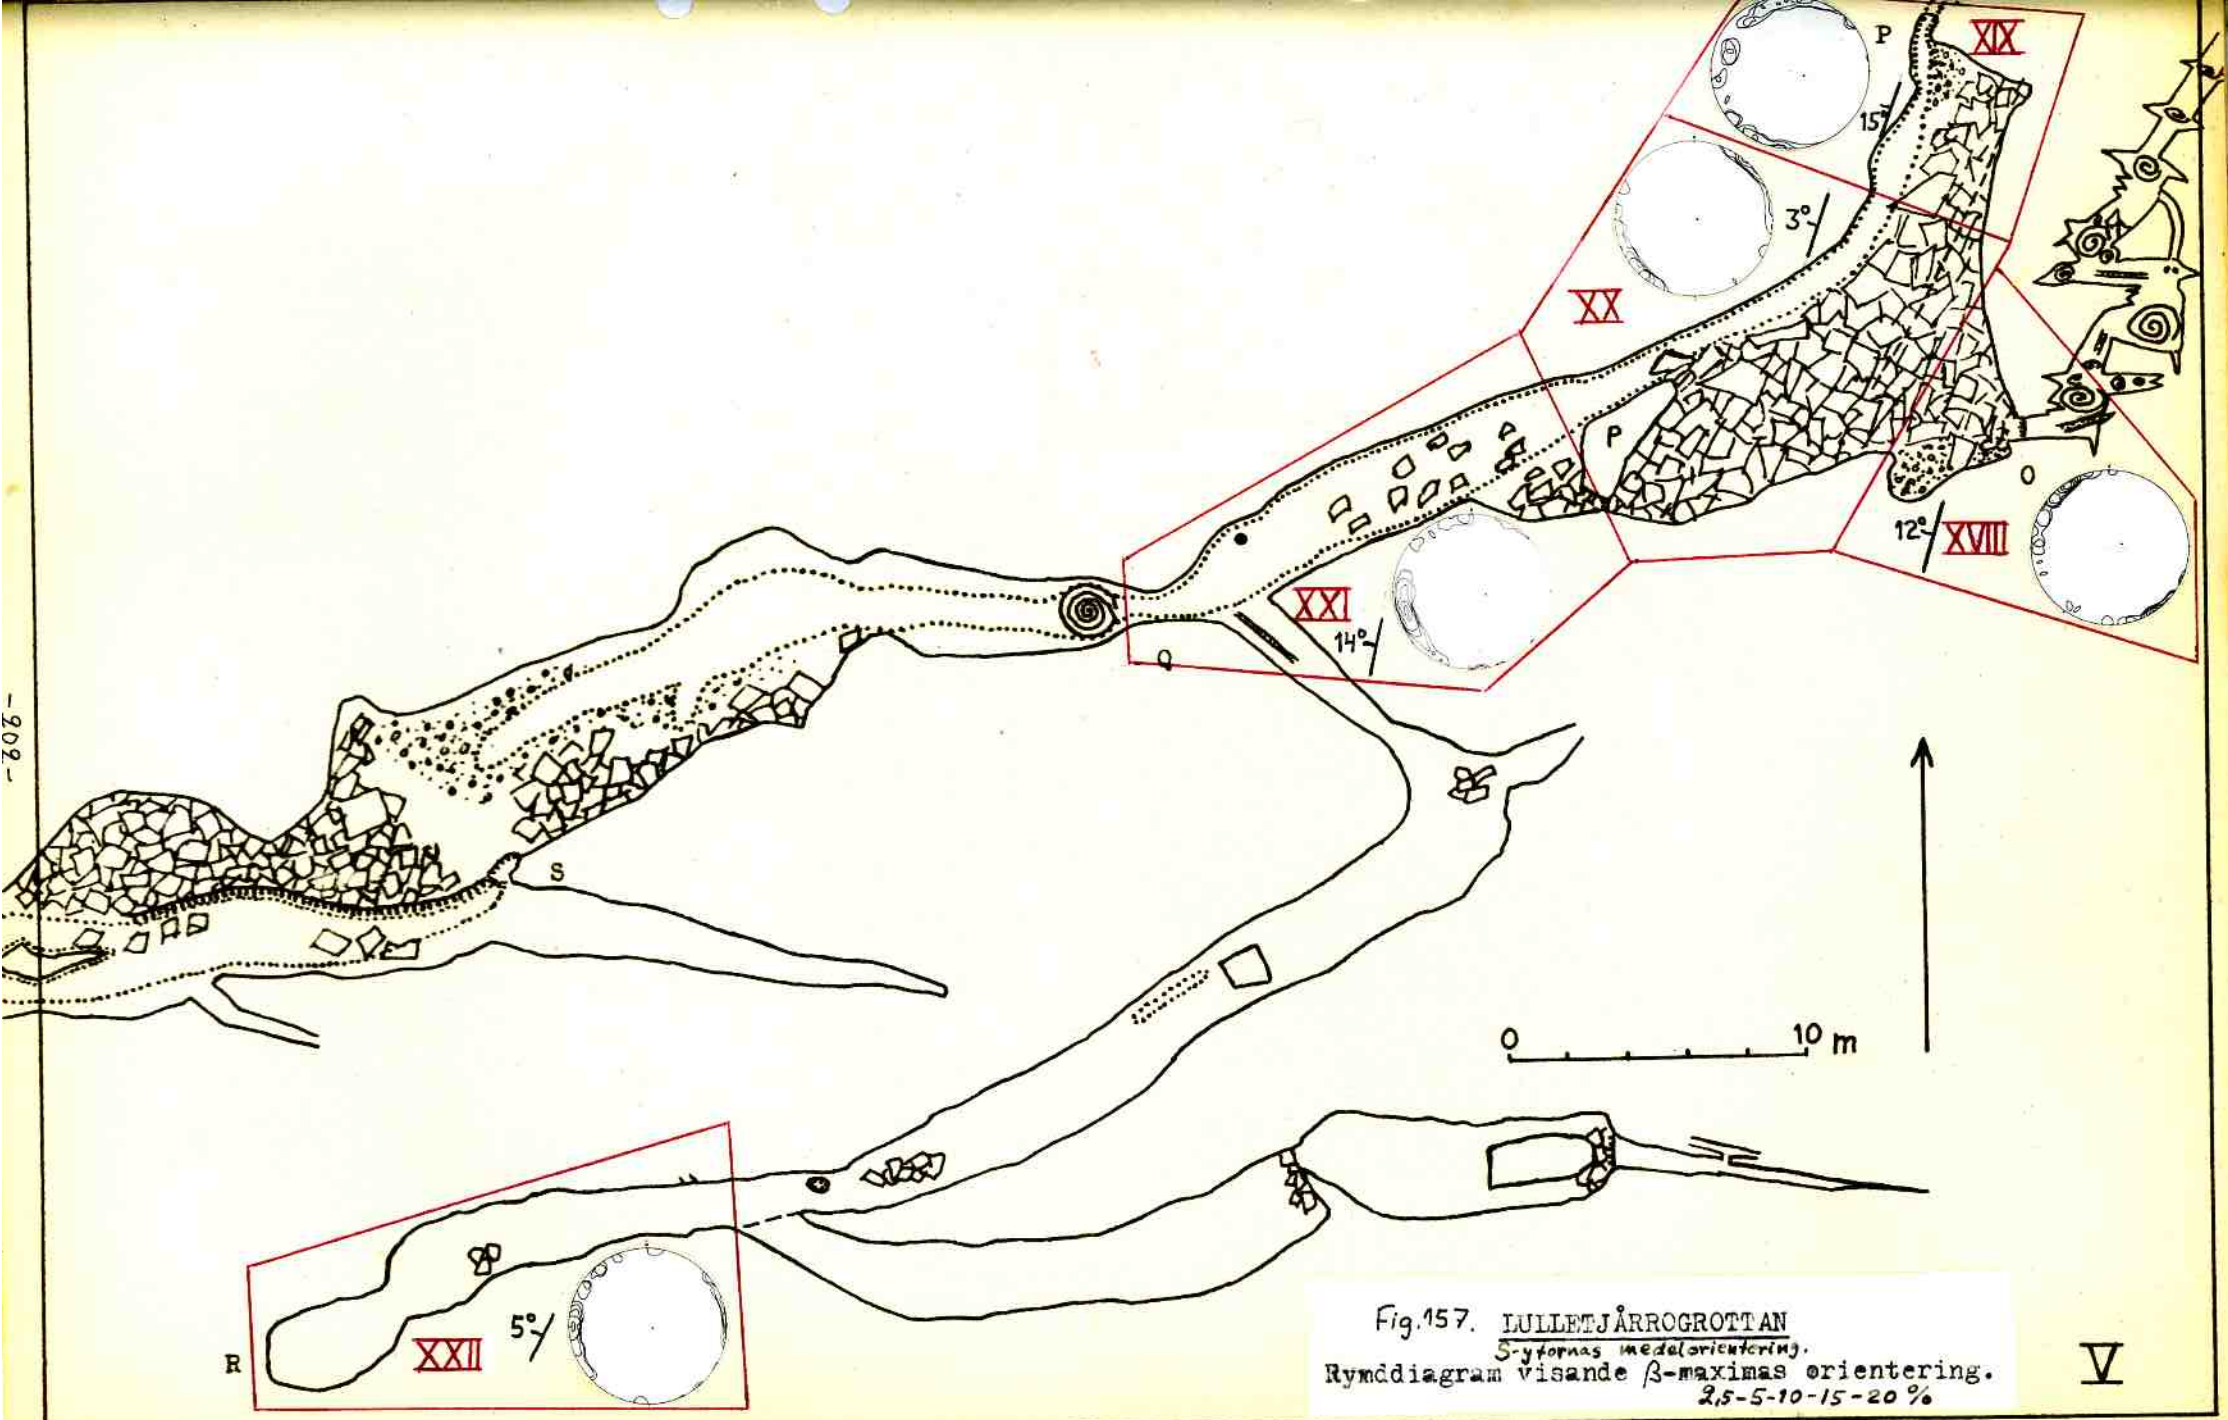 P
XIX
15°
3°
XX
P
O
12°
XVIII
XXI
14°
Q
-209-
S
0 10 m
R
XXII
5°
Fig.157. LULLETJÅRROGROTTAN
S-ytornas medelorientering.
Rymddiagram visande β-maximas orientering.
2,5-5-10-15-20 %
V